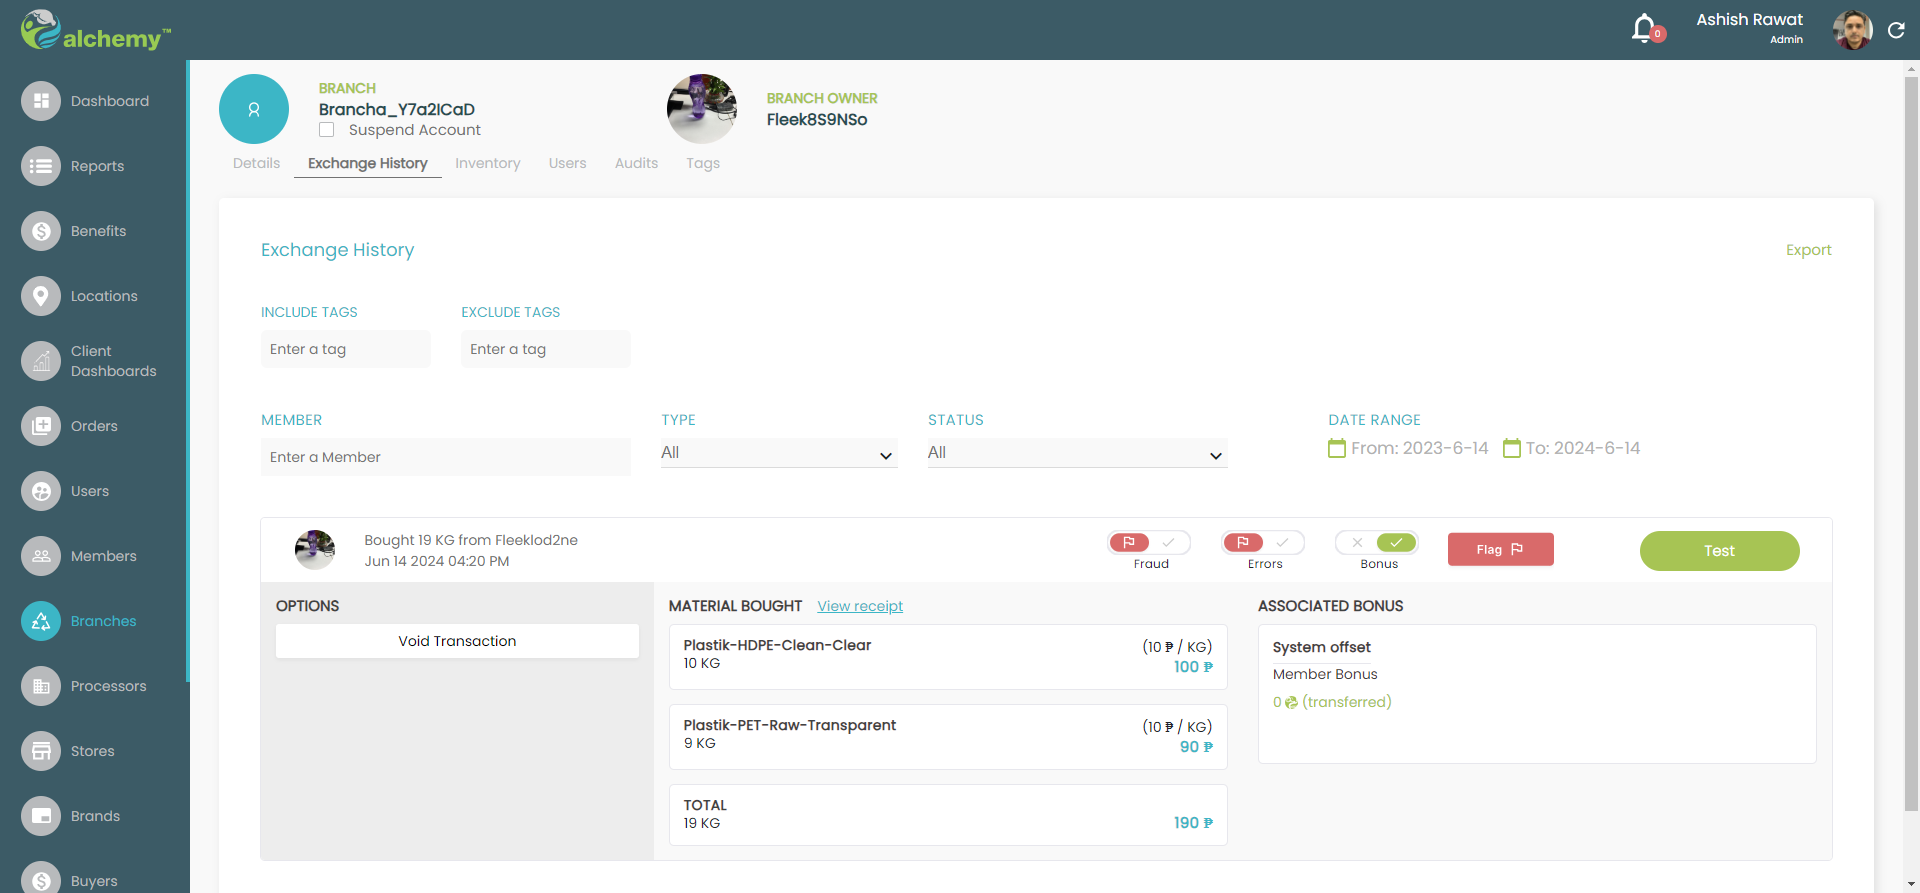 alchemy™
0
Ashish Rawat
Admin
Dashboard
Reports
Benefits
Locations
Client
Dashboards
Orders
Users
Members
Branches
Processors
Stores
Brands
Buyers
BRANCH
Brancha_Y7a2ICaD
Suspend Account
BRANCH OWNER
Fleek8S9NSo
Details Exchange History Inventory Users Audits Tags
Exchange History
Export
INCLUDE TAGS EXCLUDE TAGS
Enter a tag Enter a tag
MEMBER TYPE STATUS DATE RANGE
Enter a Member All All From: 2023-6-14 To: 2024-6-14
Bought 19 KG from Fleeklod2ne
Jun 14 2024 04:20 PM
Fraud Errors Bonus
Flag
Test
OPTIONS
Void Transaction
MATERIAL BOUGHT View receipt
Plastik-HDPE-Clean-Clear (10 ₱ / KG)
10 KG 100 ₱
Plastik-PET-Raw-Transparent (10 ₱ / KG)
9 KG 90 ₱
TOTAL
19 KG 190 ₱
ASSOCIATED BONUS
System offset
Member Bonus
0 (transferred)